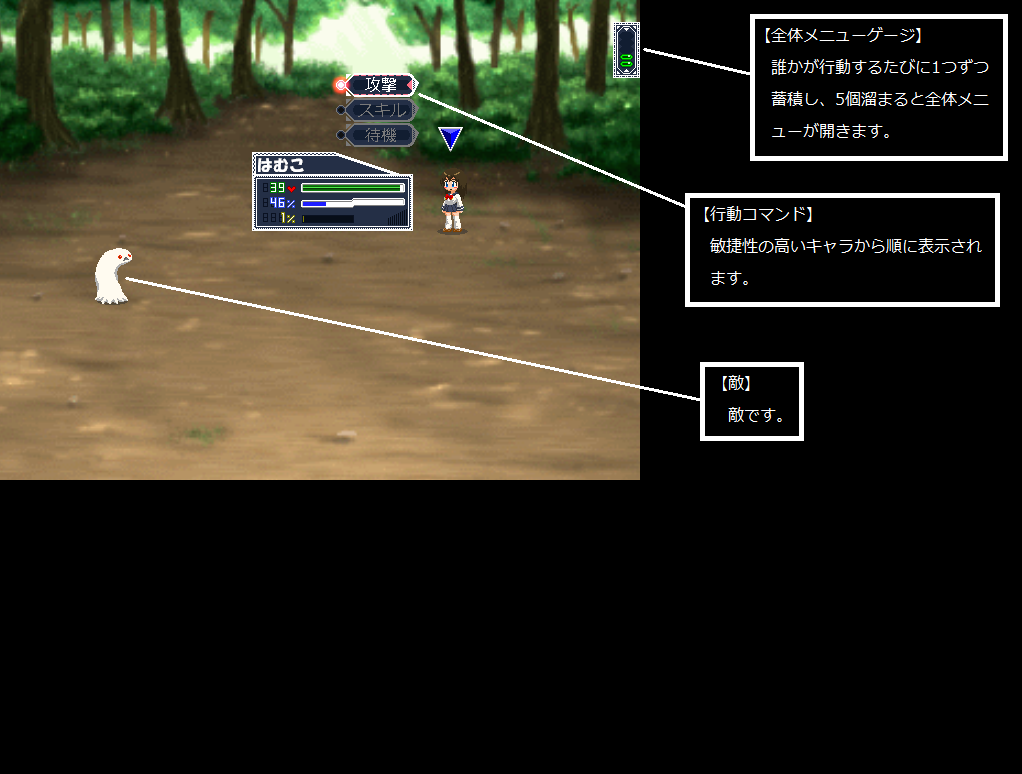 【全体メニューゲージ】
誰かが行動するたびに1つずつ
蓄積し、5個溜まると全体メニ
ューが開きます。
攻撃
スキル
待機
はむこ
39
46%
1%
【行動コマンド】
敏捷性の高いキャラから順に表示され
ます。
【敵】
敵です。